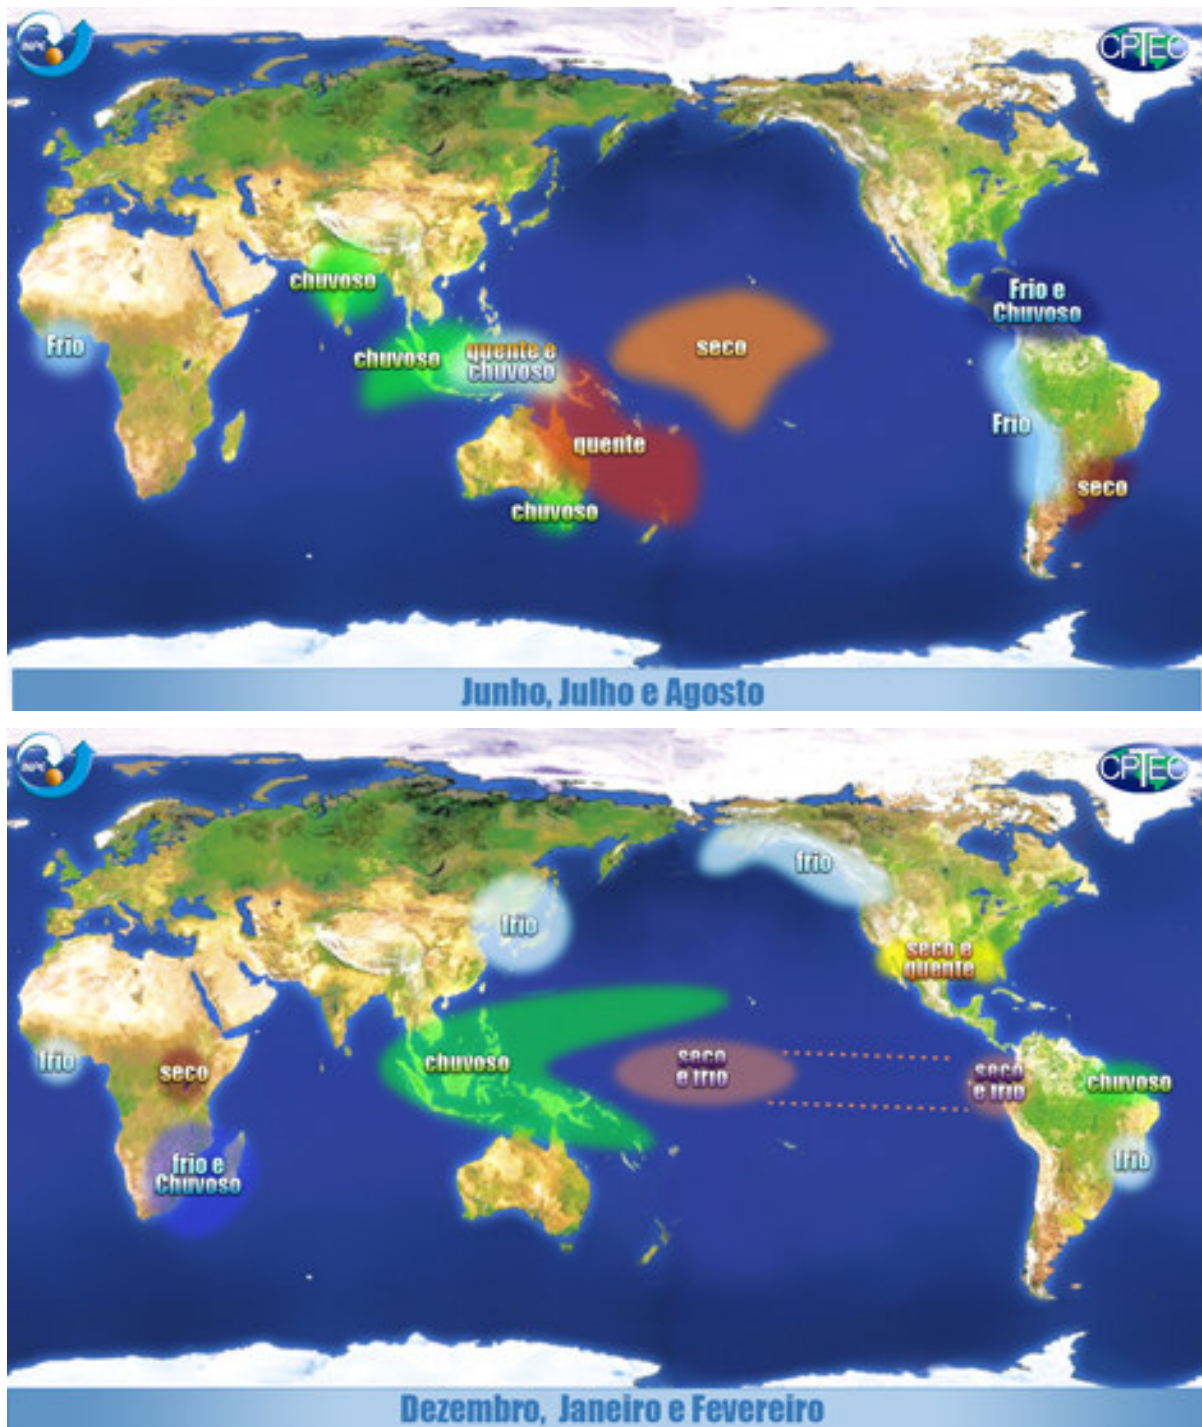 CPTEC
chuvoso
Frio e
Chuvoso
Frio
chuvoso
quente e
chuvoso
seco
Frio
quente
seco
chuvoso
Junho, Julho e Agosto
CPTEC
frio
frio
seco e
quente
frio
seco
chuvoso
seco
e frio
seco
e frio
chuvoso
frio e
Chuvoso
frio
Dezembro, Janeiro e Fevereiro